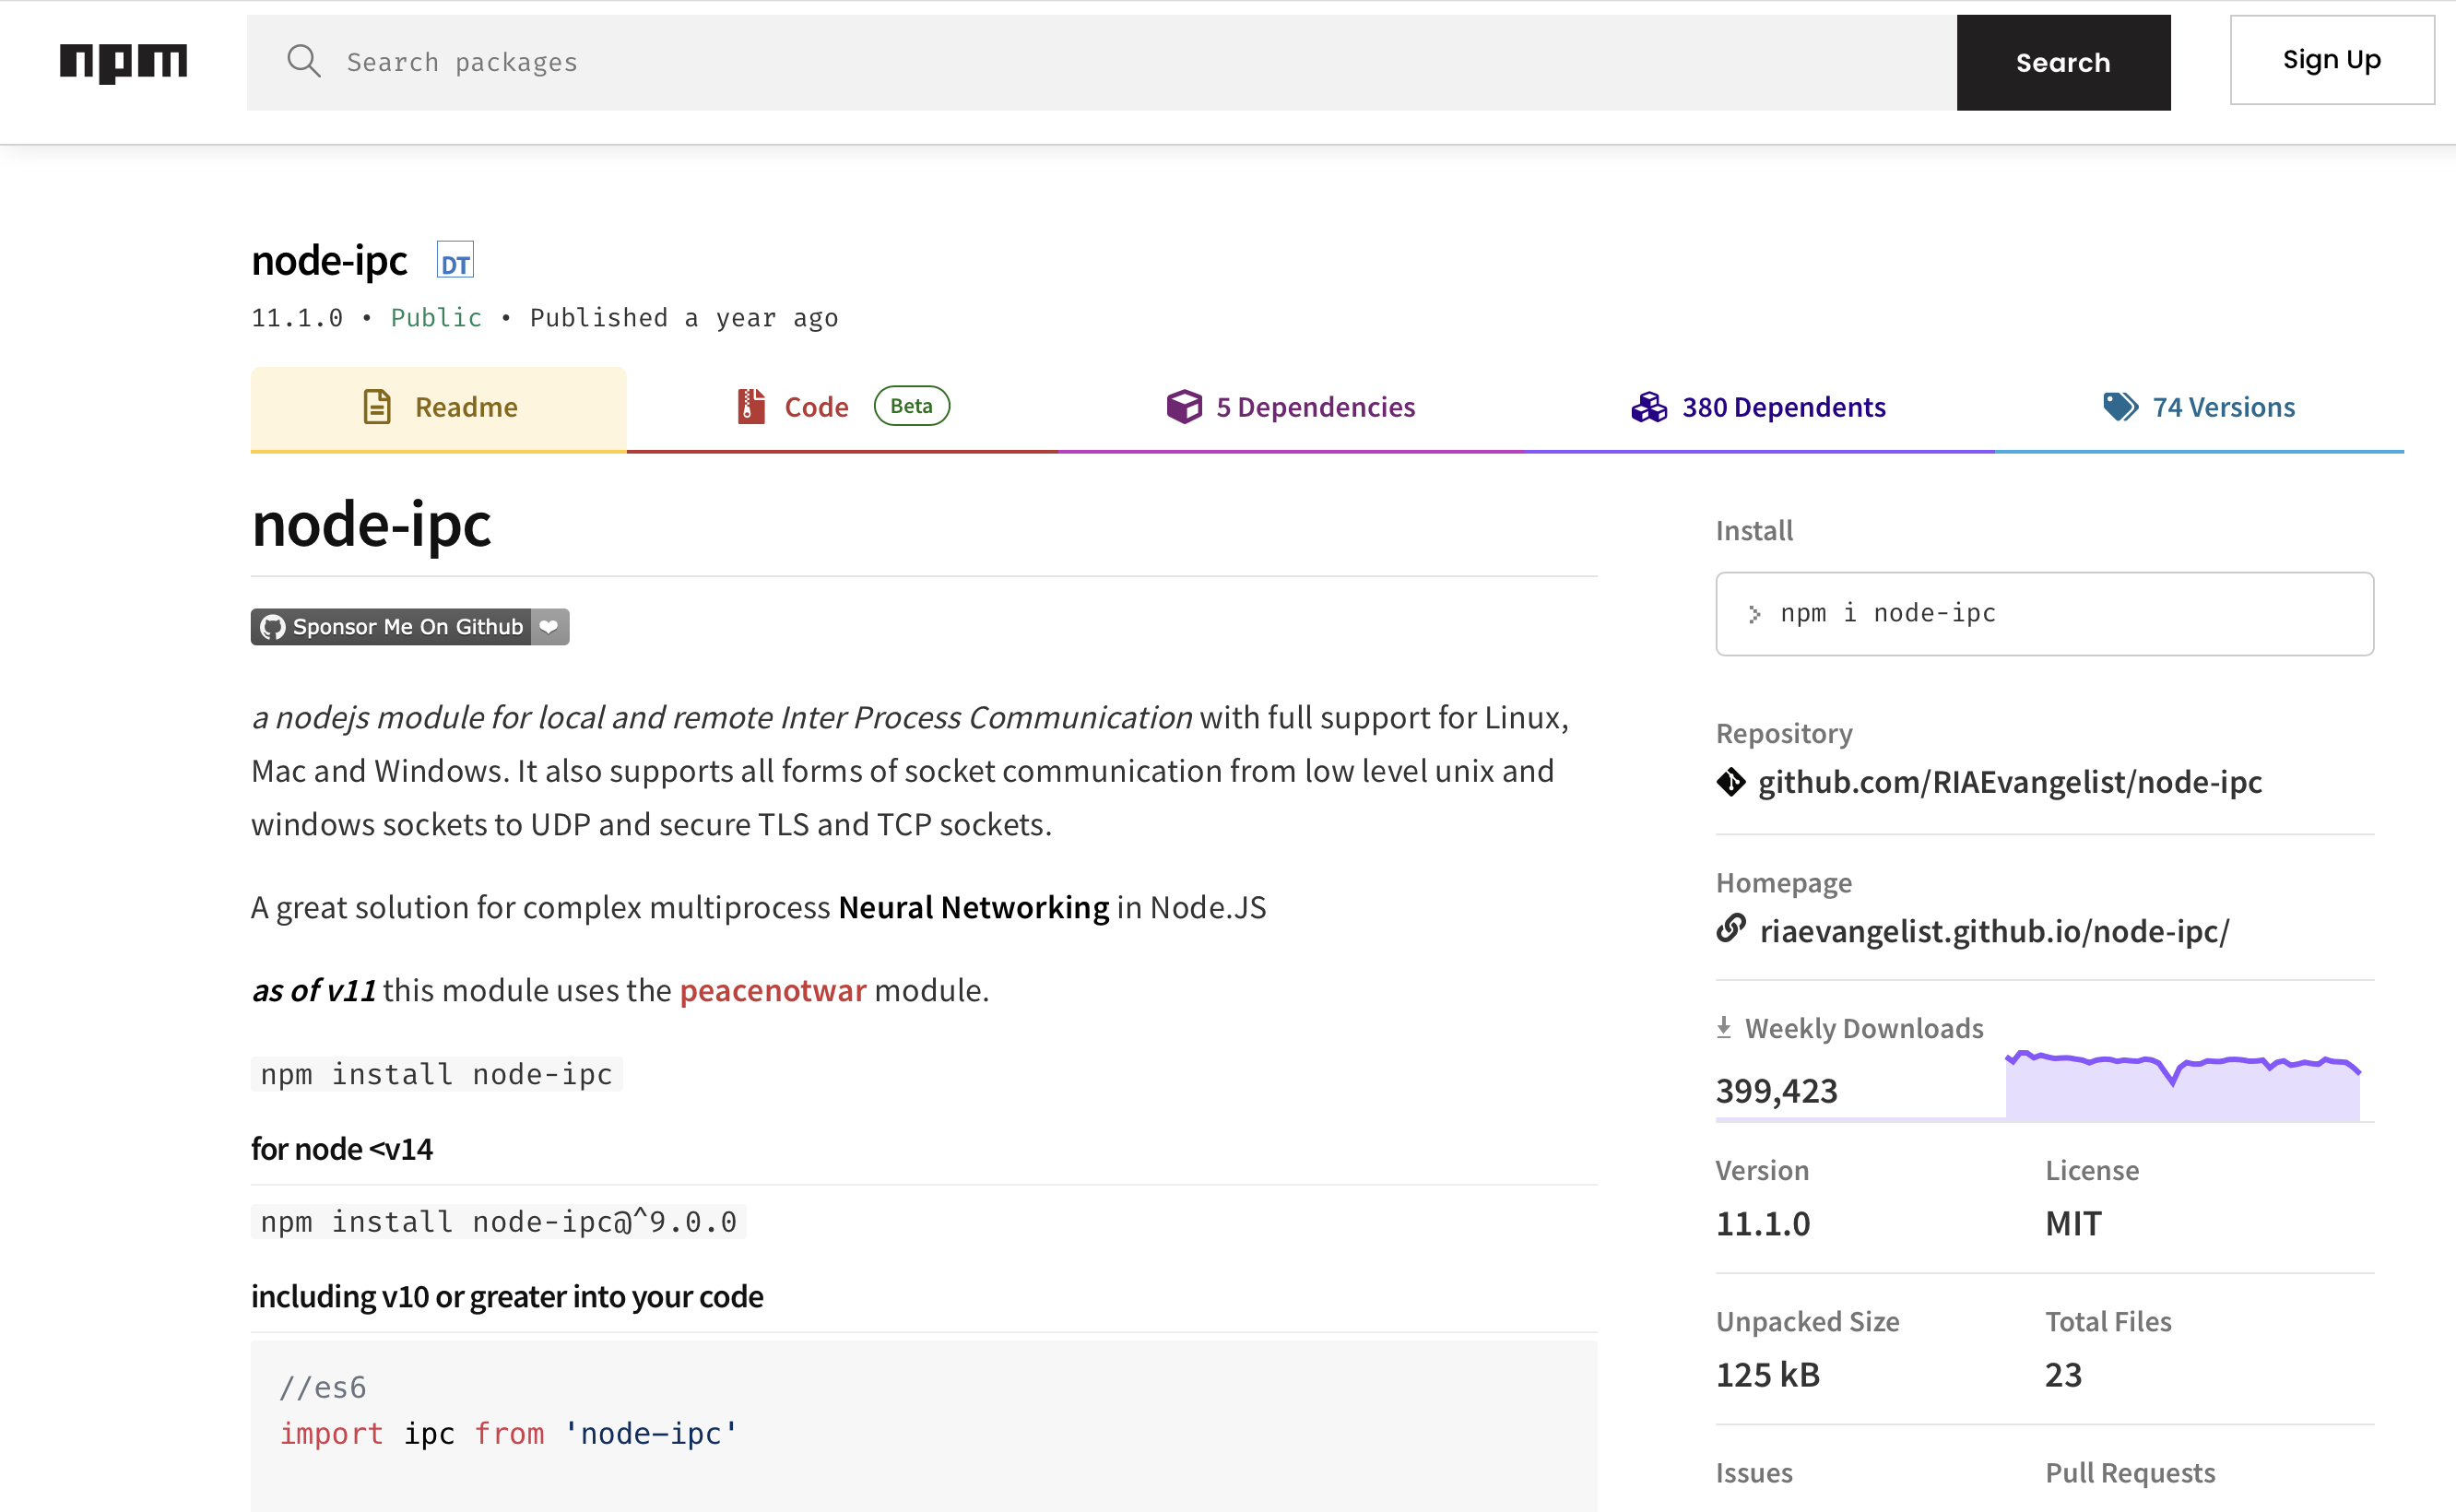 npm
Search packages
Search
Sign Up
node-ipc DT
11.1.0 • Public • Published a year ago
Readme
Code Beta
5 Dependencies
380 Dependents
74 Versions
node-ipc
Sponsor Me On Github
a nodejs module for local and remote Inter Process Communication with full support for Linux,
Mac and Windows. It also supports all forms of socket communication from low level unix and
windows sockets to UDP and secure TLS and TCP sockets.
A great solution for complex multiprocess Neural Networking in Node.JS
as of v11 this module uses the peacenotwar module.
npm install node-ipc
for node <v14
npm install node-ipc@^9.0.0
including v10 or greater into your code
//es6
import ipc from 'node-ipc'
Install
npm i node-ipc
Repository
github.com/RIAEvangelist/node-ipc
Homepage
riaevangelist.github.io/node-ipc/
Weekly Downloads
399,423
Version
11.1.0
License
MIT
Unpacked Size
125 kB
Total Files
23
Issues
Pull Requests